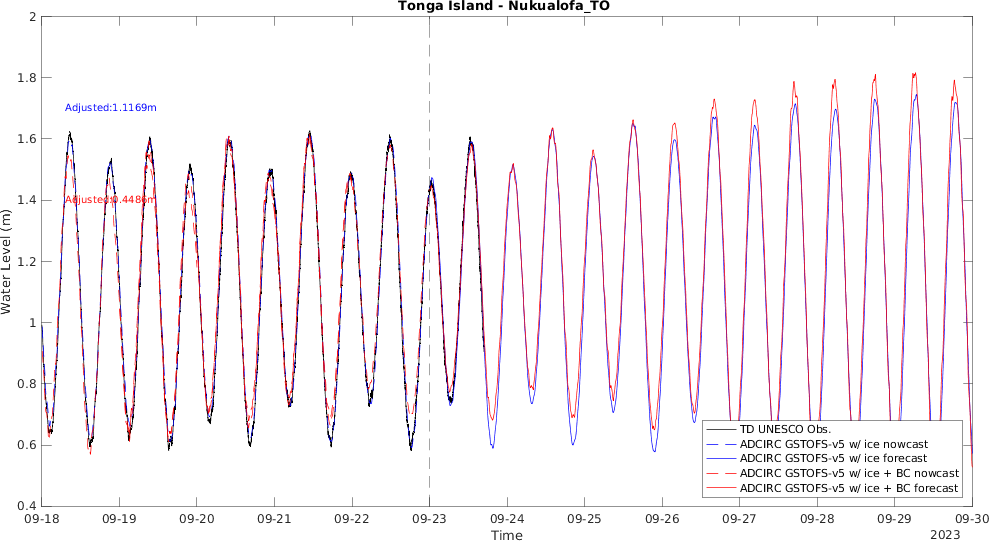 Tonga Island - Nukualofa_TO
2
1.8
1.6
1.4
1.2
1
0.8
0.6
0.4
Water Level (m)
Adjusted:1.1169m
Adjusted:0.4486m
TD UNESCO Obs.
ADCIRC GSTOFS-v5 w/ ice nowcast
ADCIRC GSTOFS-v5 w/ ice forecast
ADCIRC GSTOFS-v5 w/ ice + BC nowcast
ADCIRC GSTOFS-v5 w/ ice + BC forecast
09-18 09-19 09-20 09-21 09-22 09-23 09-24 09-25 09-26 09-27 09-28 09-29 09-30
Time
2023